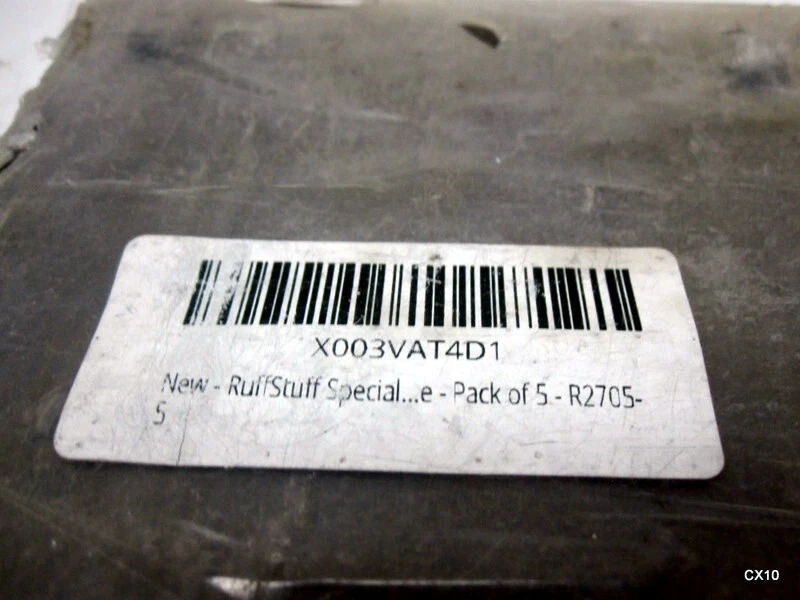 X003VAT4D1
New - RuffStuff Special...e - Pack of 5 - R2705-
5
CX10